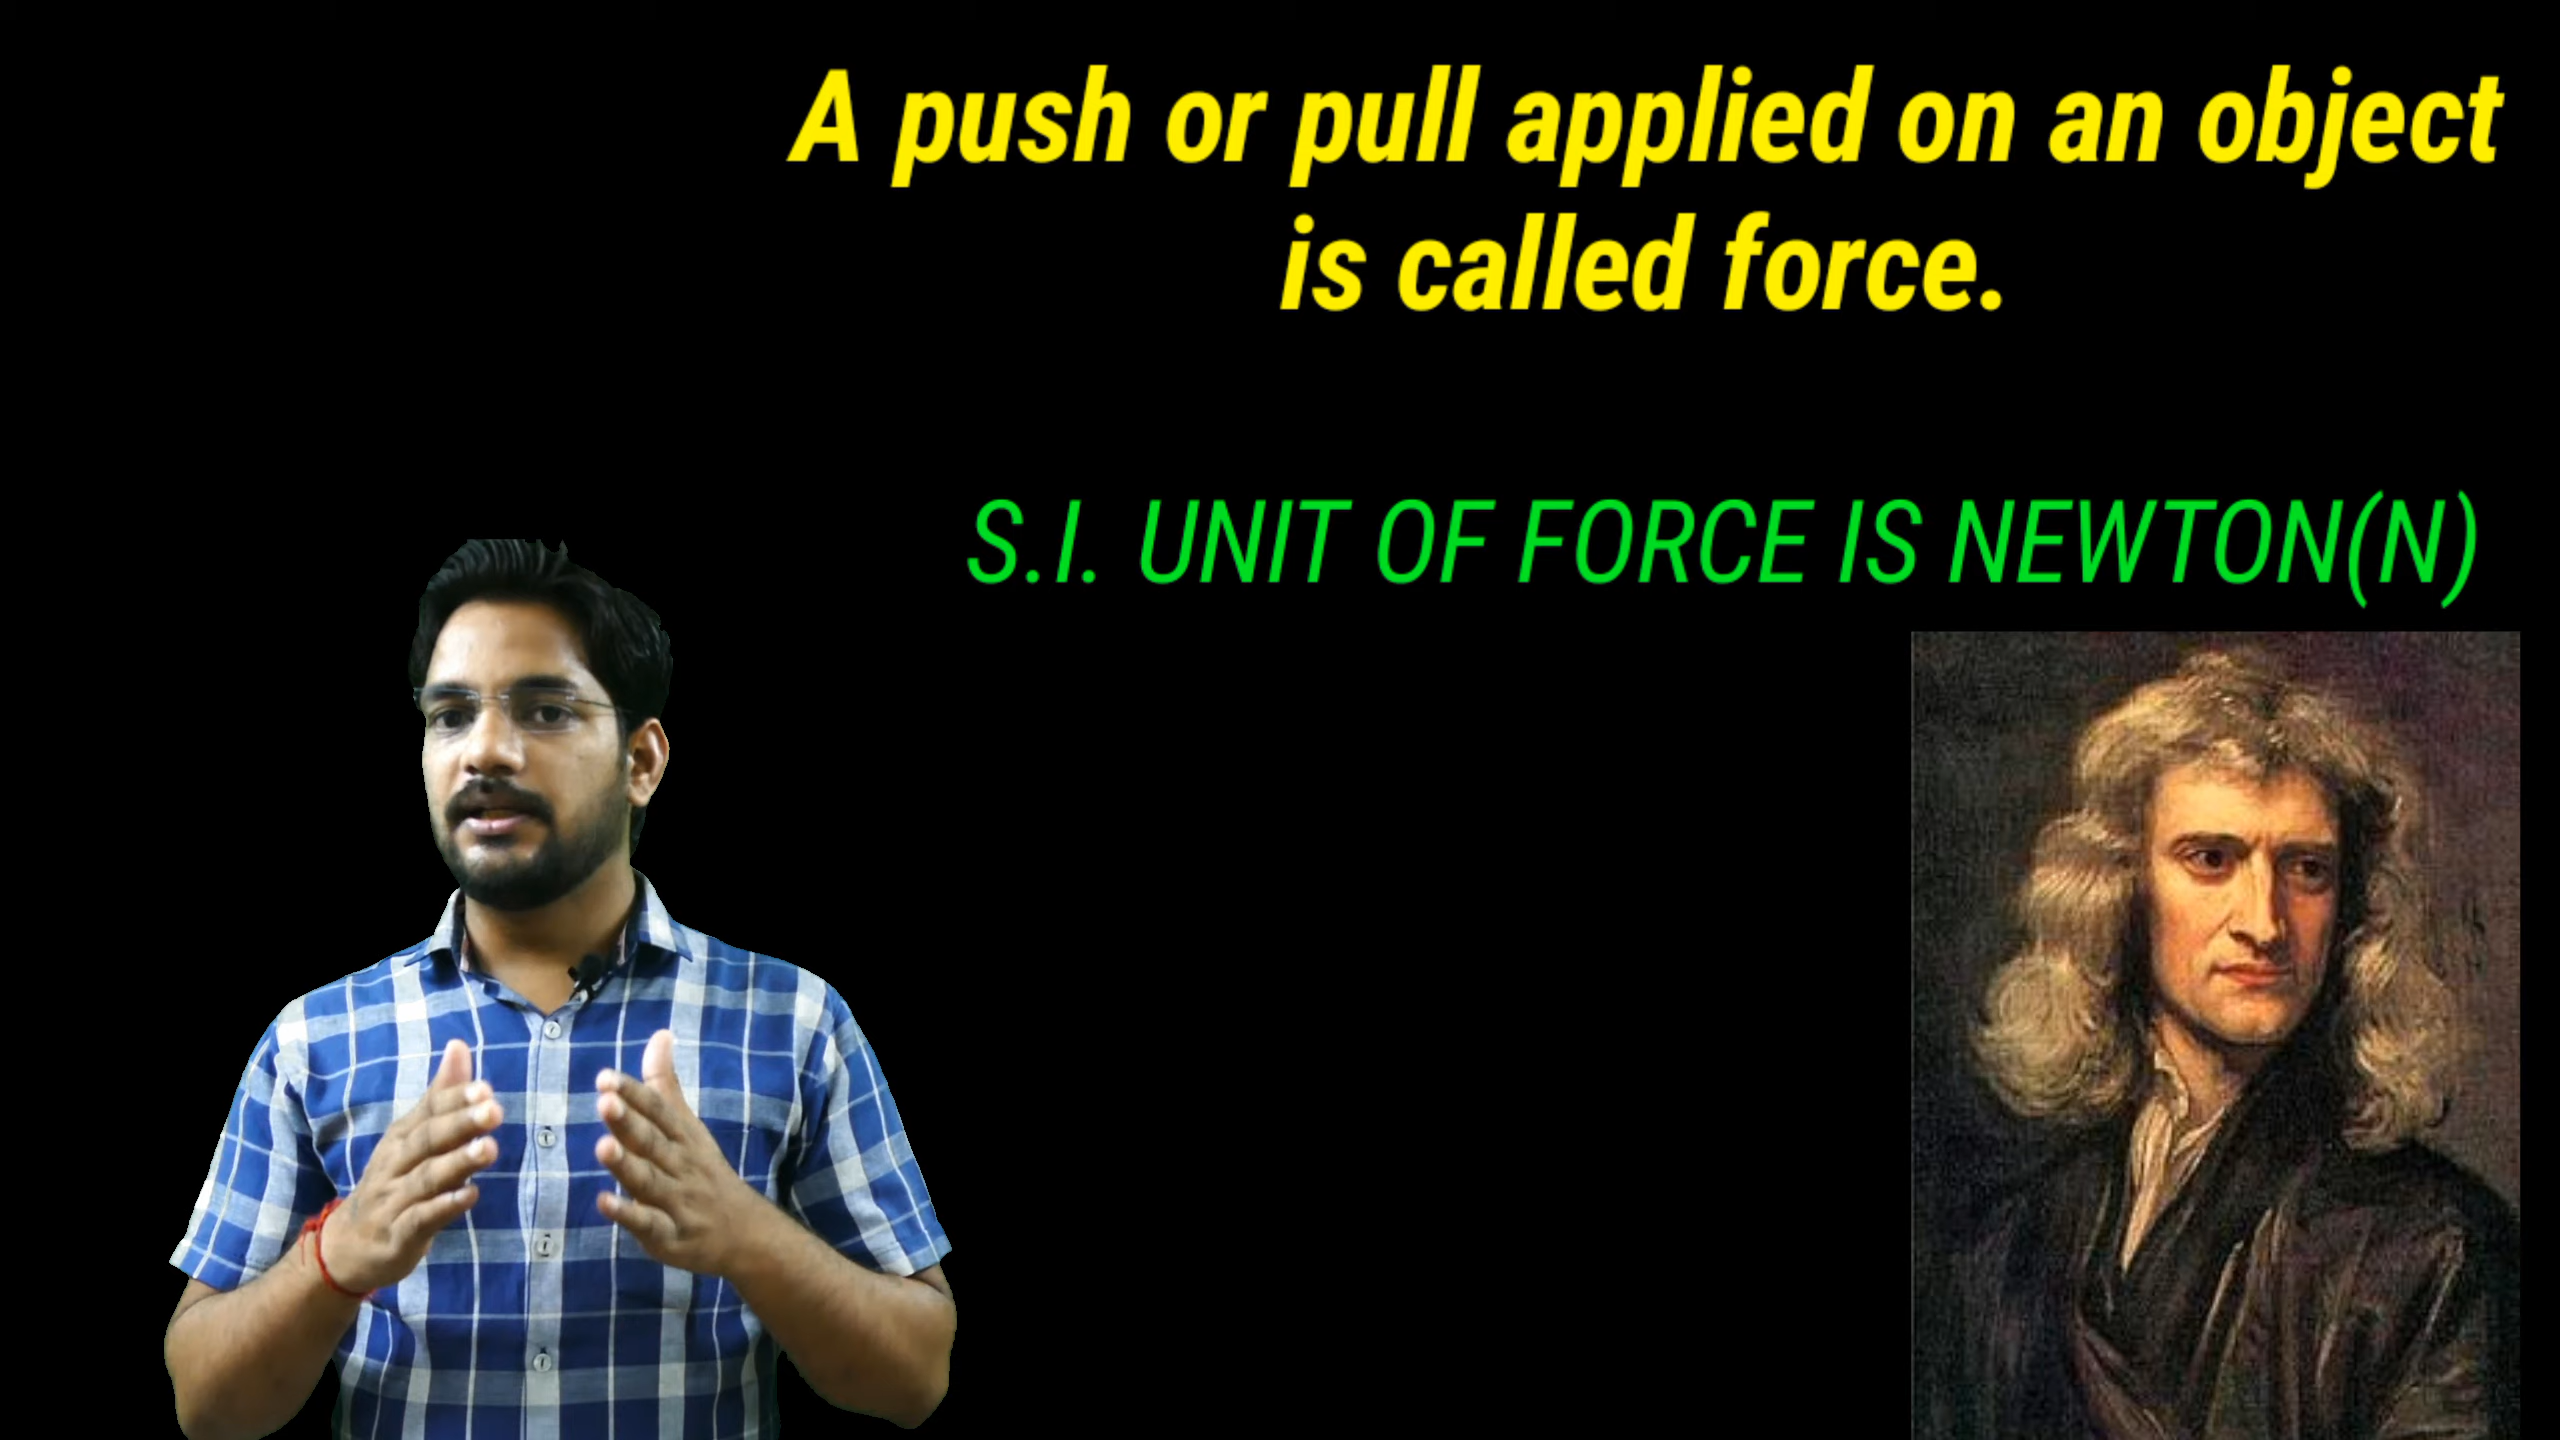 A push or pull applied on an object
is called force.
S.I. UNIT OF FORCE IS NEWTON(N)